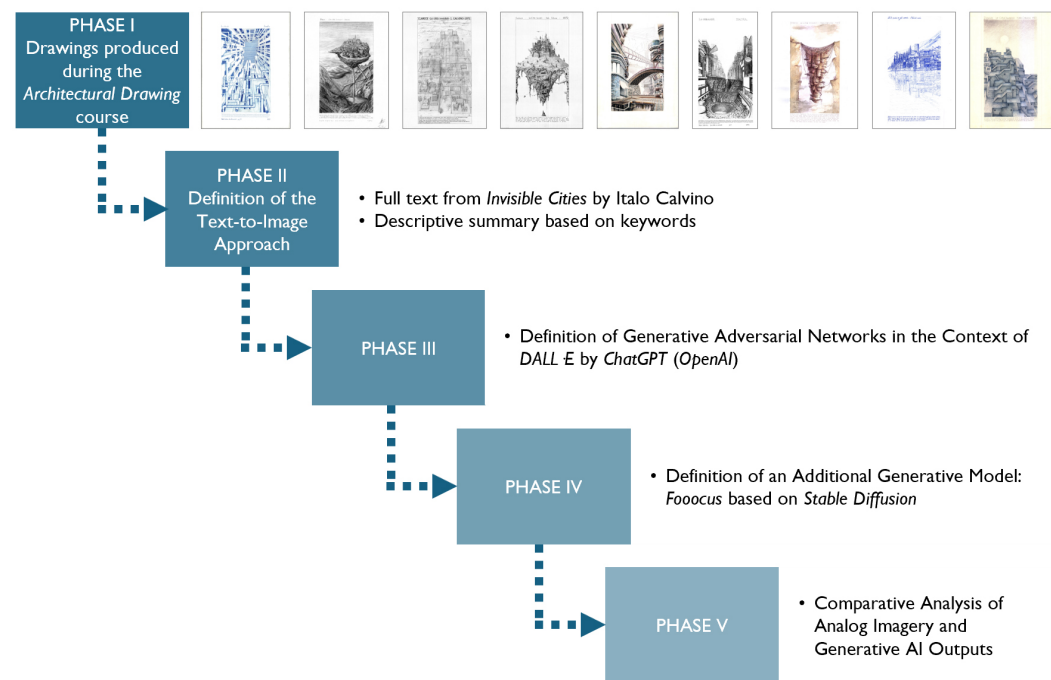 PHASE I
Drawings produced
during the
Architectural Drawing
course
PHASE II
Definition of the
Text-to-Image
Approach
• Full text from Invisible Cities by Italo Calvino
• Descriptive summary based on keywords
PHASE III
• Definition of Generative Adversarial Networks in the Context of
DALL·E by ChatGPT (OpenAI)
PHASE IV
• Definition of an Additional Generative Model:
Fooocus based on Stable Diffusion
PHASE V
• Comparative Analysis of
Analog Imagery and
Generative AI Outputs